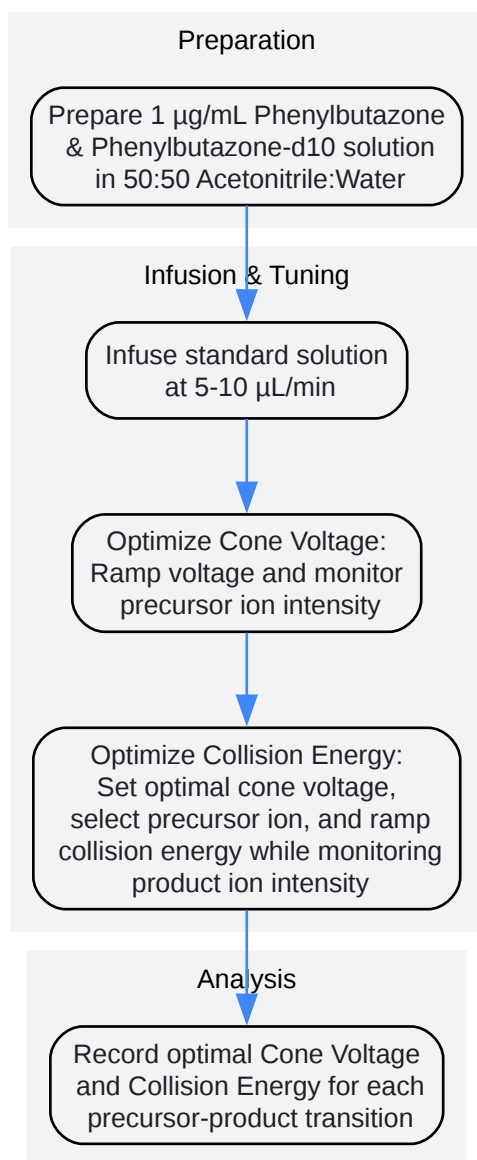 Preparation
Prepare 1 µg/mL Phenylbutazone
& Phenylbutazone-d10 solution
in 50:50 Acetonitrile:Water
Infusion & Tuning
Infuse standard solution
at 5-10 µL/min
Optimize Cone Voltage:
Ramp voltage and monitor
precursor ion intensity
Optimize Collision Energy:
Set optimal cone voltage,
select precursor ion, and ramp
collision energy while monitoring
product ion intensity
Analysis
Record optimal Cone Voltage
and Collision Energy for each
precursor-product transition